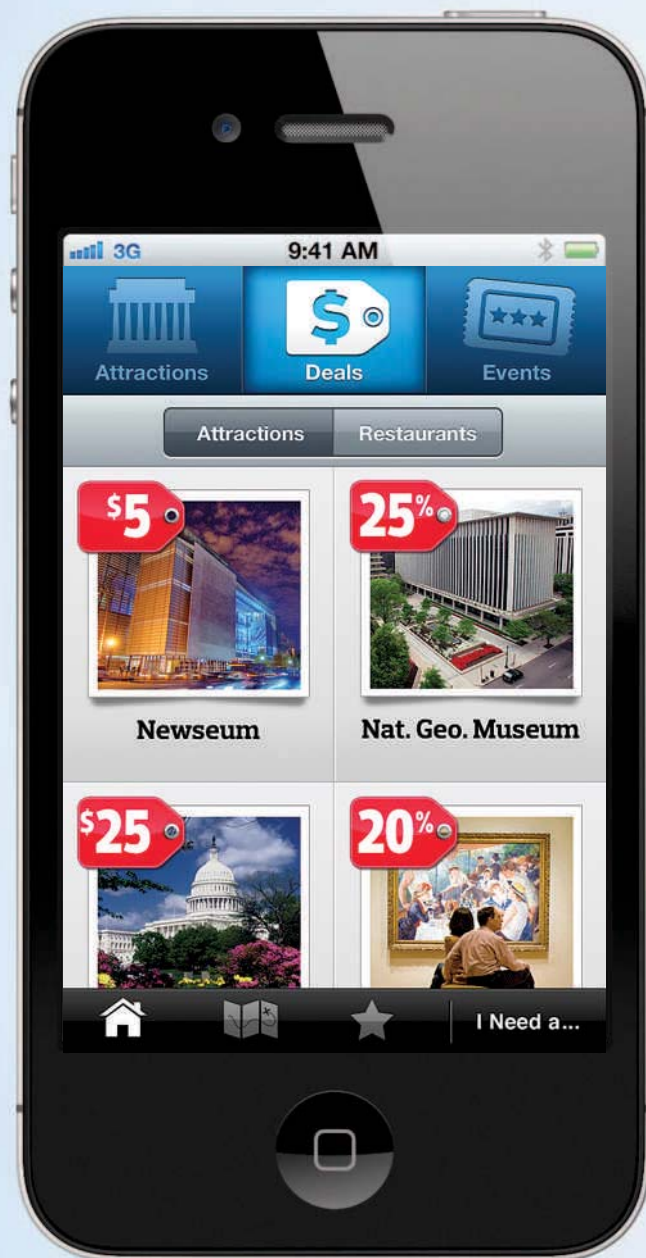 3G 9:41 AM
Attractions Deals Events
Attractions Restaurants
$5 25%
Newseum Nat. Geo. Museum
$25 20%
I Need a...